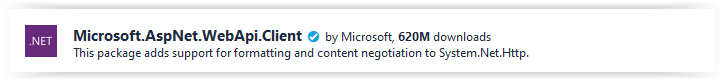 .NET
Microsoft.AspNet.WebApi.Client by Microsoft, 620M downloads
This package adds support for formatting and content negotiation to System.Net.Http.